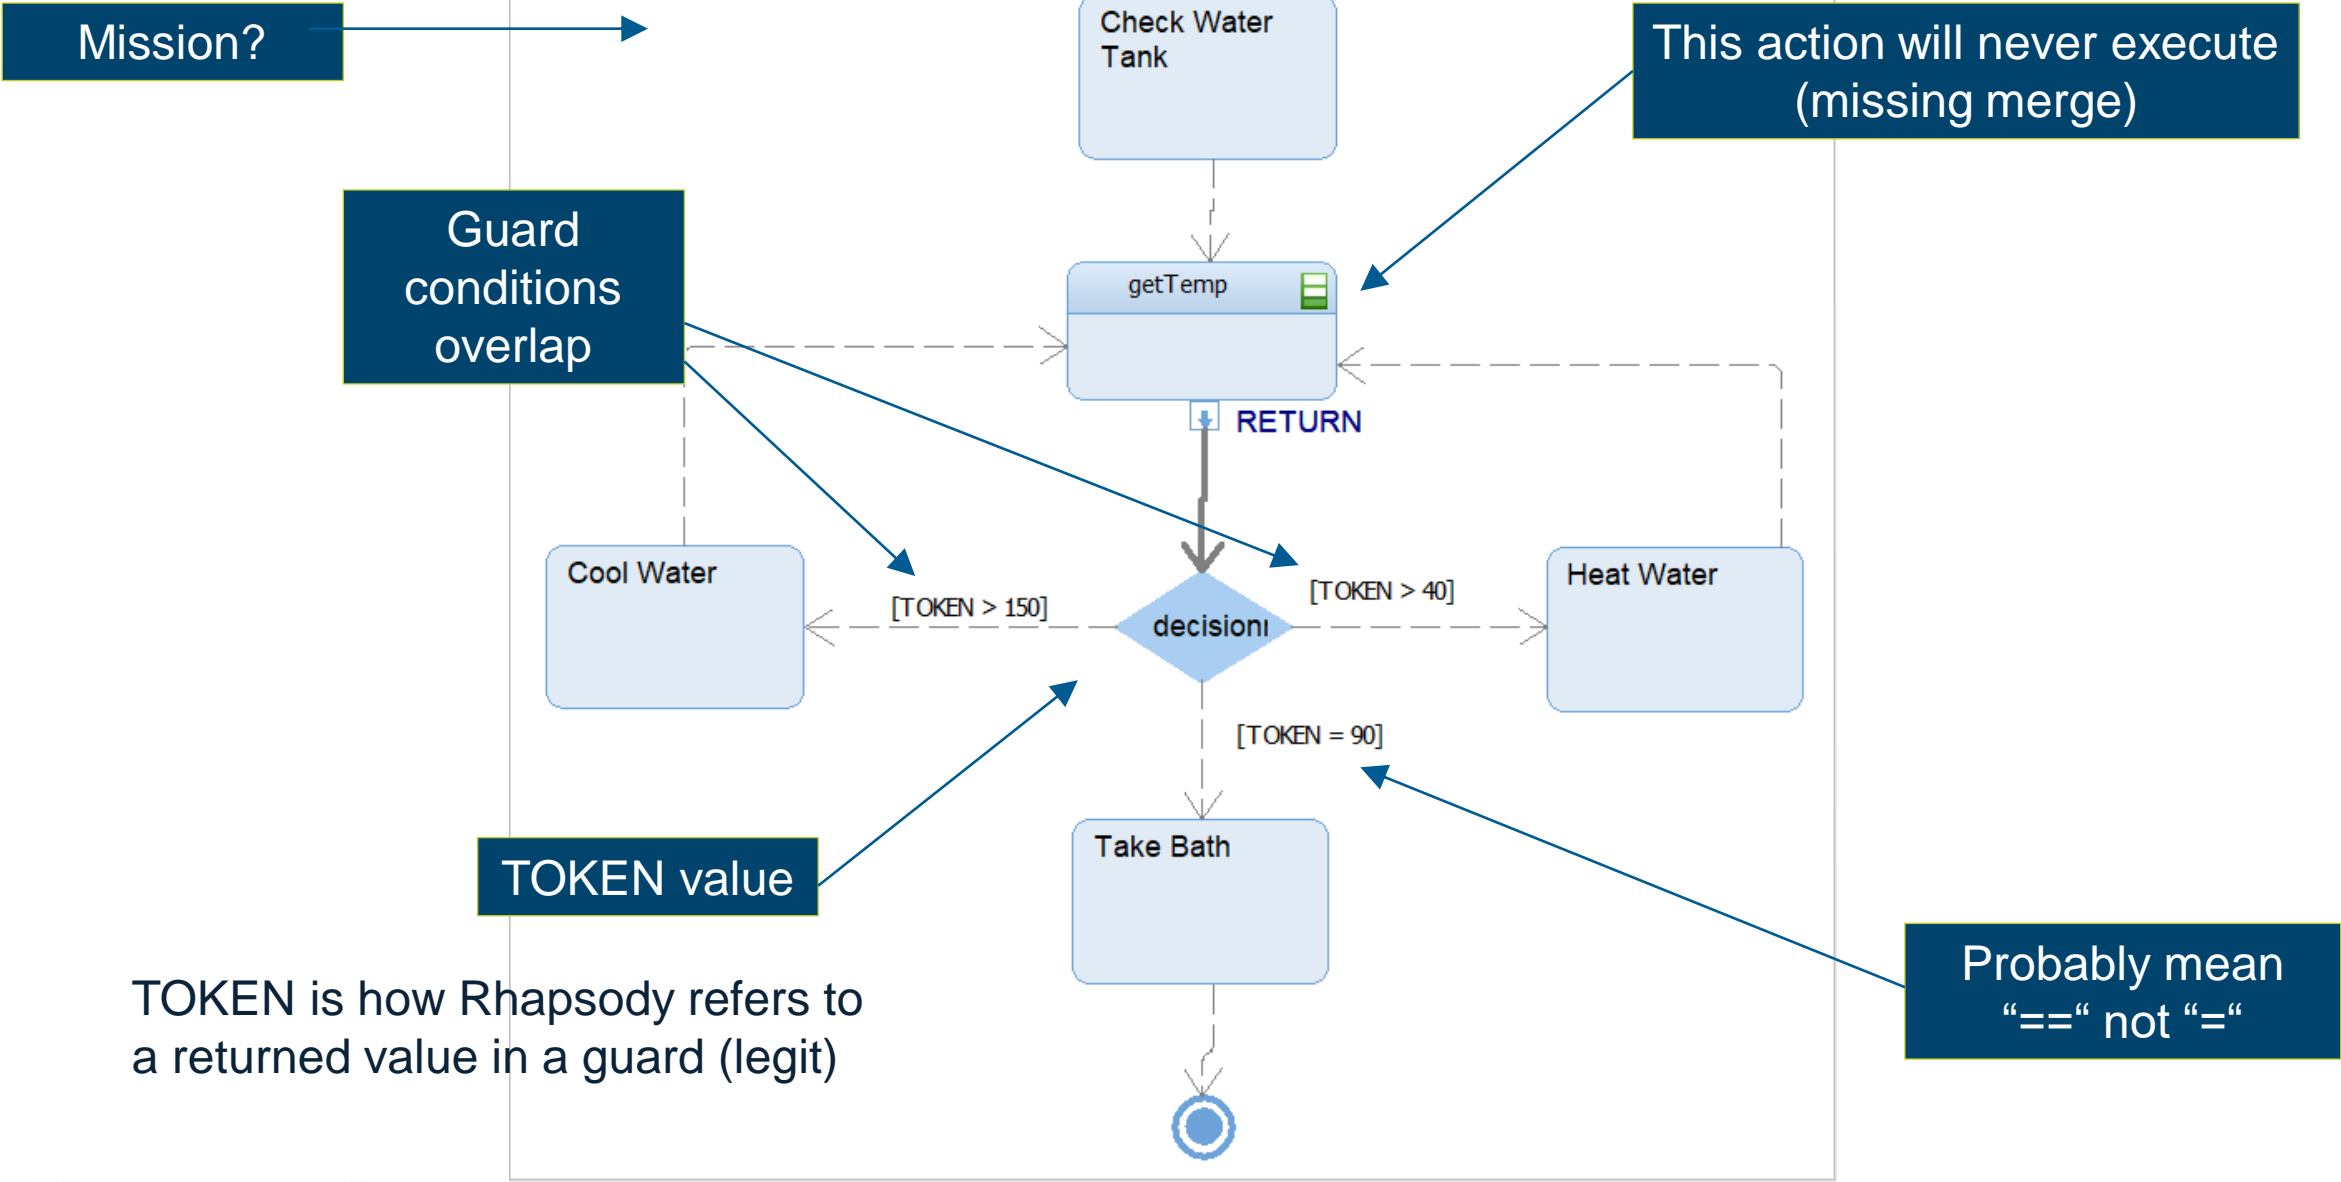 Mission?
Check Water
Tank
This action will never execute
(missing merge)
Guard
conditions
overlap
getTemp
RETURN
Cool Water
[TOKEN > 150]
decision
[TOKEN > 40]
Heat Water
[TOKEN = 90]
Take Bath
TOKEN value
Probably mean
“==“ not “=“
TOKEN is how Rhapsody refers to
a returned value in a guard (legit)